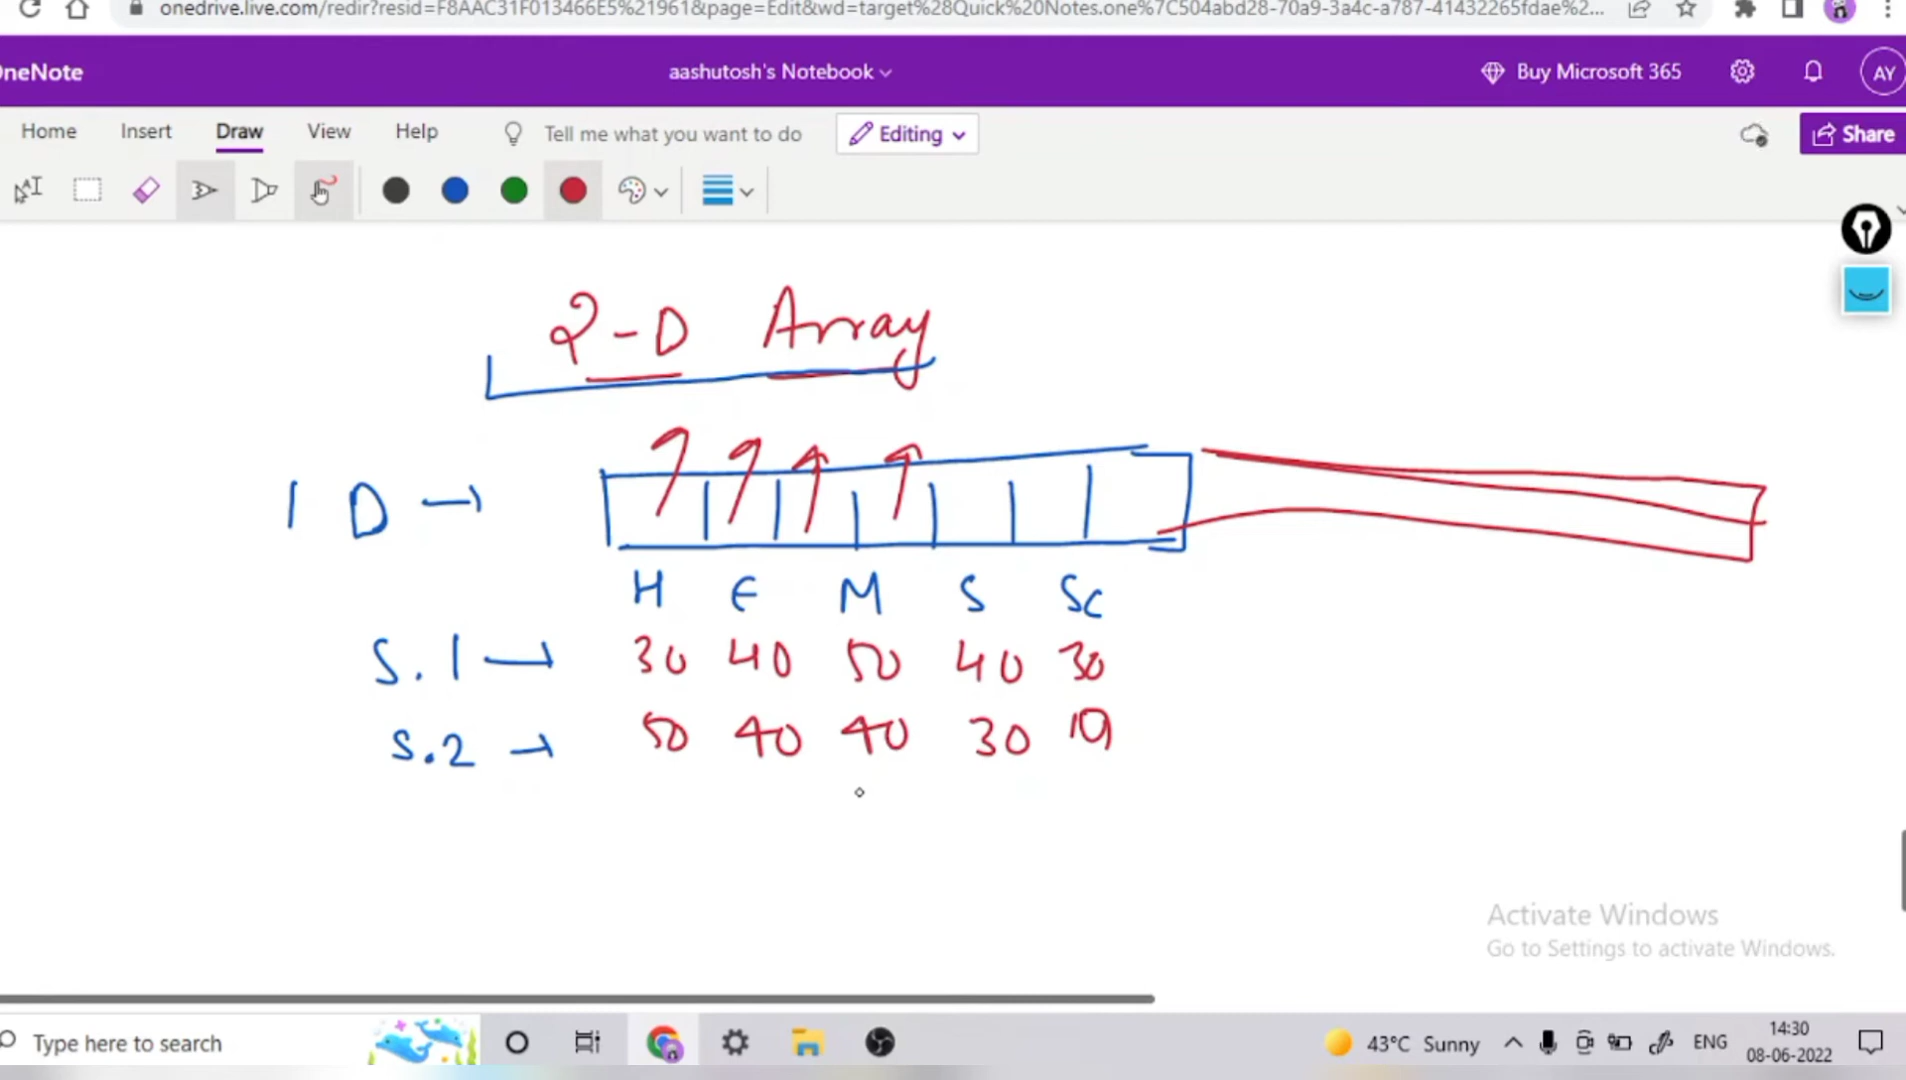 onedrive.live.com/redir?resid=F8AAC31F013466E5%21961&page=Edit&wd=target%28Quick%20Notes.one%7C504abd28-70a9-3a4c-a787-41432265fdae%2...
OneNote
aashutosh's Notebook
Buy Microsoft 365
AY
Home Insert Draw View Help Tell me what you want to do Editing
Share
2-D Array
1 D →
H E M S Sc
S.1 → 30 40 50 40 30
S.2 → 50 40 40 30 10
Activate Windows
Go to Settings to activate Windows.
Type here to search
43°C Sunny
ENG
14:30
08-06-2022